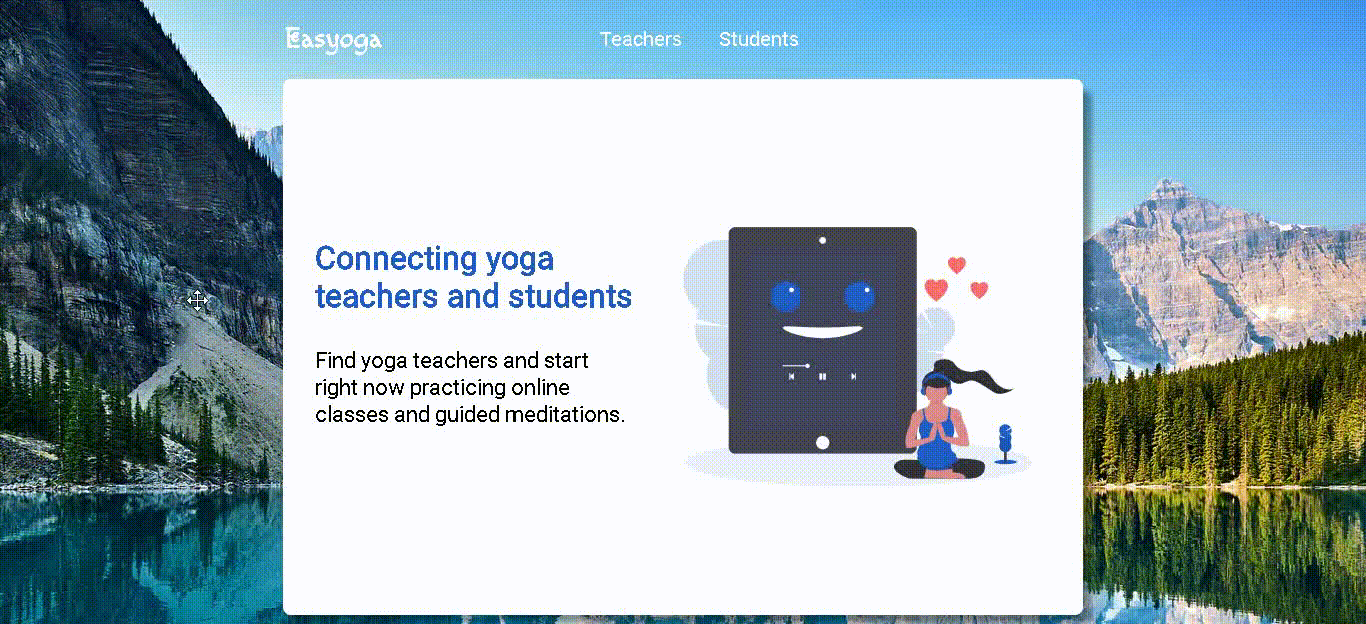 Easyoga
Teachers Students
Connecting yoga
teachers and students
Find yoga teachers and start
right now practicing online
classes and guided meditations.